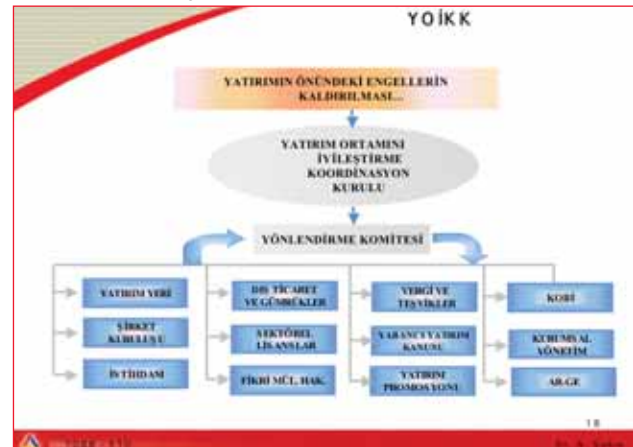 YOİKK
YATIRIMIN ÖNÜNDEKİ ENGELLERİN
KALDIRILMASI...
YATIRIM ORTAMINI
İYİLEŞTİRME
KOORDİNASYON
KURULU
YÖNLENDİRME KOMİTESİ
YATIRIM YERİ
DIŞ TİCARET
VE GÜMRÜKLER
VERGİ VE
TEŞVİKLER
KOBİ
ŞİRKET
KURULUŞU
SEKTÖREL
LİSANSLAR
YABANCI YATIRIM
KANUNU
KURUMSAL
YÖNETİM
İSTİHDAM
FİKRİ MÜL. HAK.
YATIRIM
PROMOSYONU
AR-GE
18